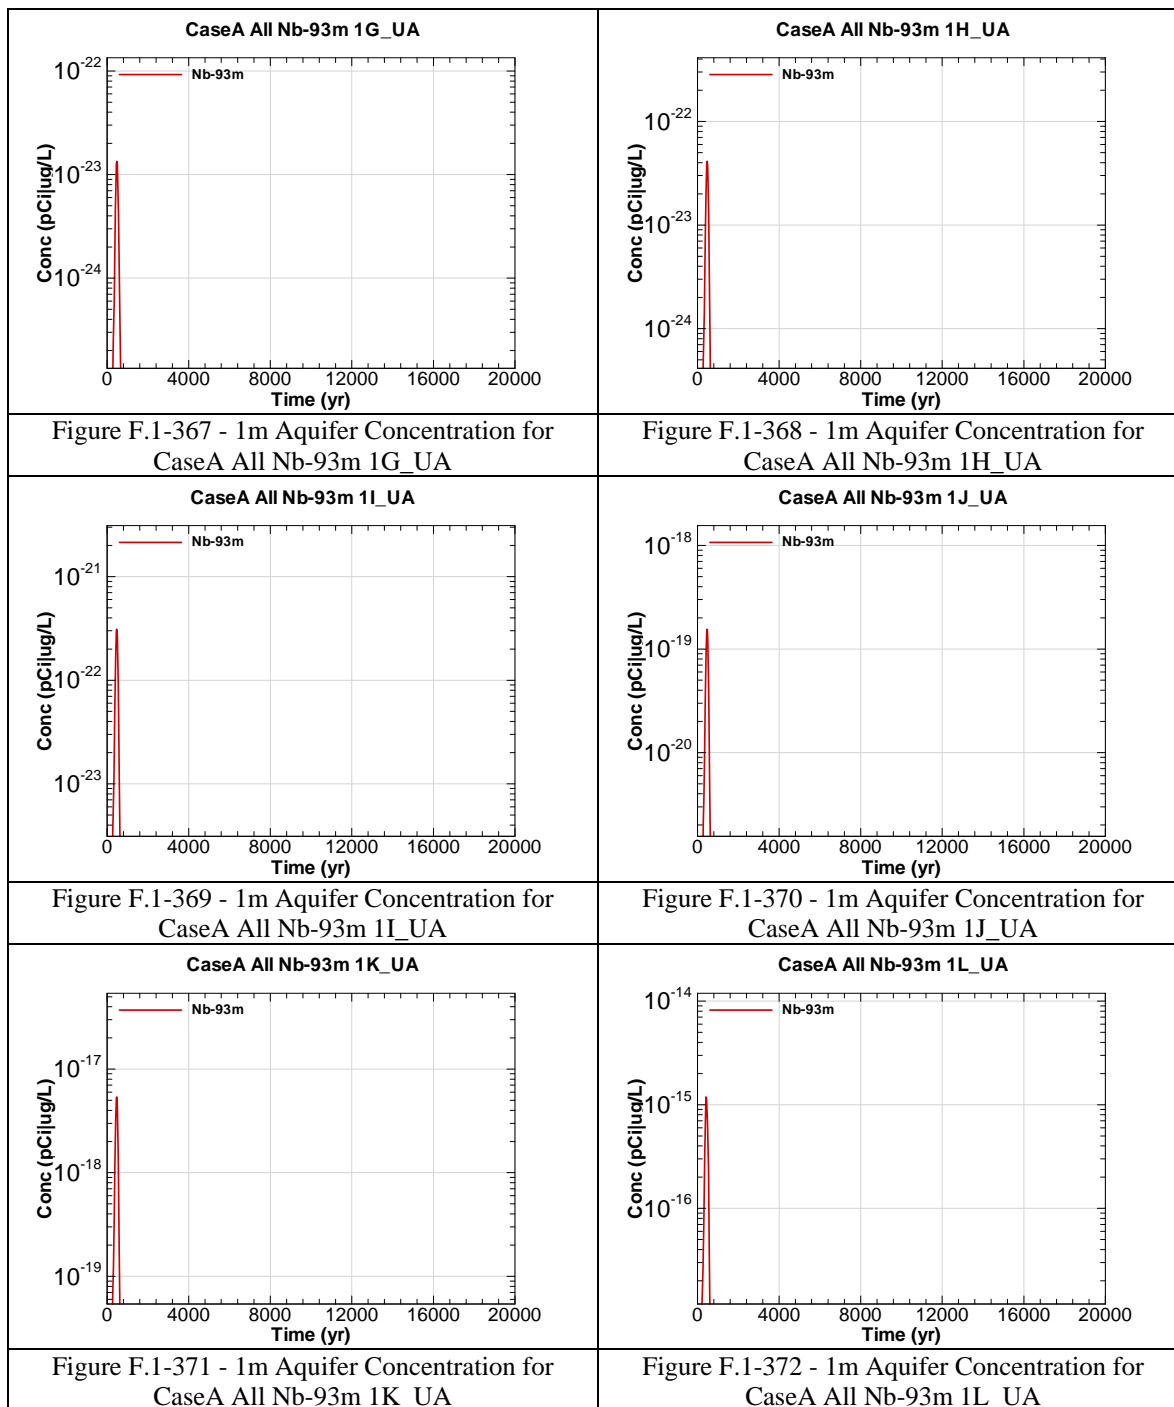 CaseA All Nb-93m 1G_UA
Nb-93m
10-22
10-23
10-24
Conc (pCi|ug/L)
0 4000 8000 12000 16000 20000
Time (yr)
Figure F.1-367 - 1m Aquifer Concentration for
CaseA All Nb-93m 1G_UA
CaseA All Nb-93m 1H_UA
Nb-93m
10-22
10-23
10-24
Conc (pCi|ug/L)
0 4000 8000 12000 16000 20000
Time (yr)
Figure F.1-368 - 1m Aquifer Concentration for
CaseA All Nb-93m 1H_UA
CaseA All Nb-93m 1I_UA
Nb-93m
10-21
10-22
10-23
Conc (pCi|ug/L)
0 4000 8000 12000 16000 20000
Time (yr)
Figure F.1-369 - 1m Aquifer Concentration for
CaseA All Nb-93m 1I_UA
CaseA All Nb-93m 1J_UA
Nb-93m
10-18
10-19
10-20
Conc (pCi|ug/L)
0 4000 8000 12000 16000 20000
Time (yr)
Figure F.1-370 - 1m Aquifer Concentration for
CaseA All Nb-93m 1J_UA
CaseA All Nb-93m 1K_UA
Nb-93m
10-17
10-18
10-19
Conc (pCi|ug/L)
0 4000 8000 12000 16000 20000
Time (yr)
Figure F.1-371 - 1m Aquifer Concentration for
CaseA All Nb-93m 1K_UA
CaseA All Nb-93m 1L_UA
Nb-93m
10-14
10-15
10-16
Conc (pCi|ug/L)
0 4000 8000 12000 16000 20000
Time (yr)
Figure F.1-372 - 1m Aquifer Concentration for
CaseA All Nb-93m 1L_UA